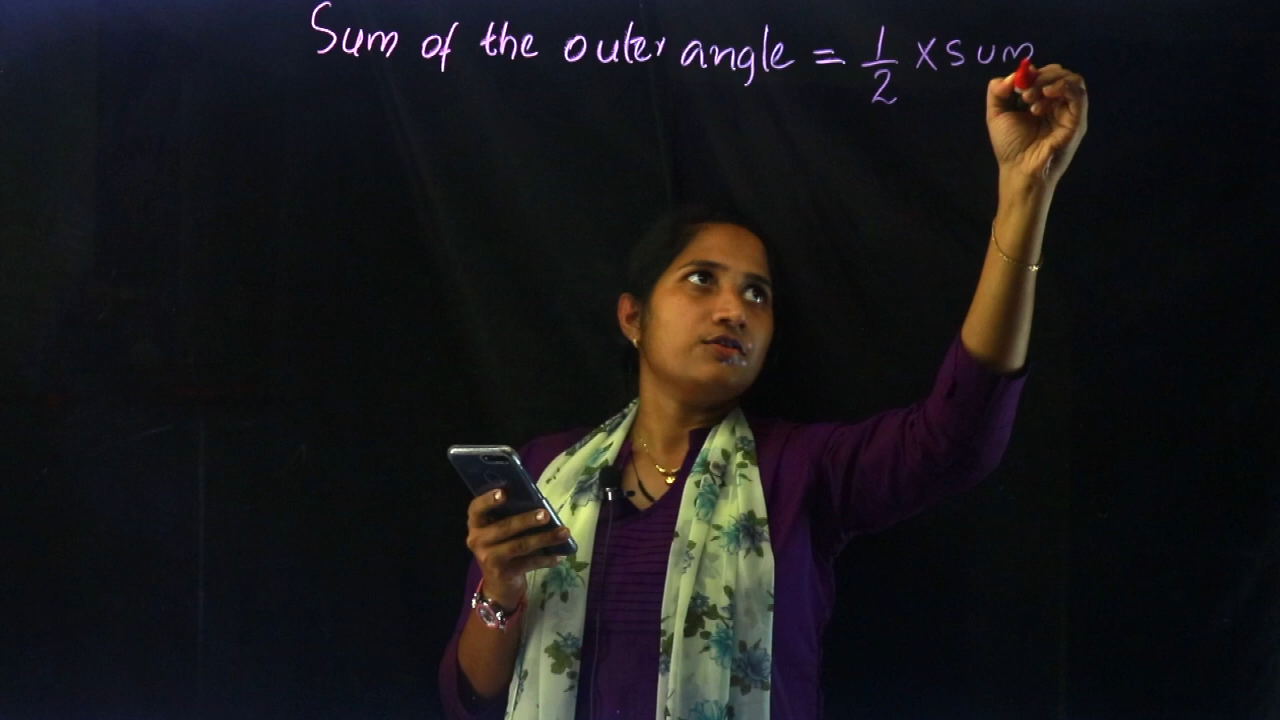 Sum of the outer angle = 1/2 × sum